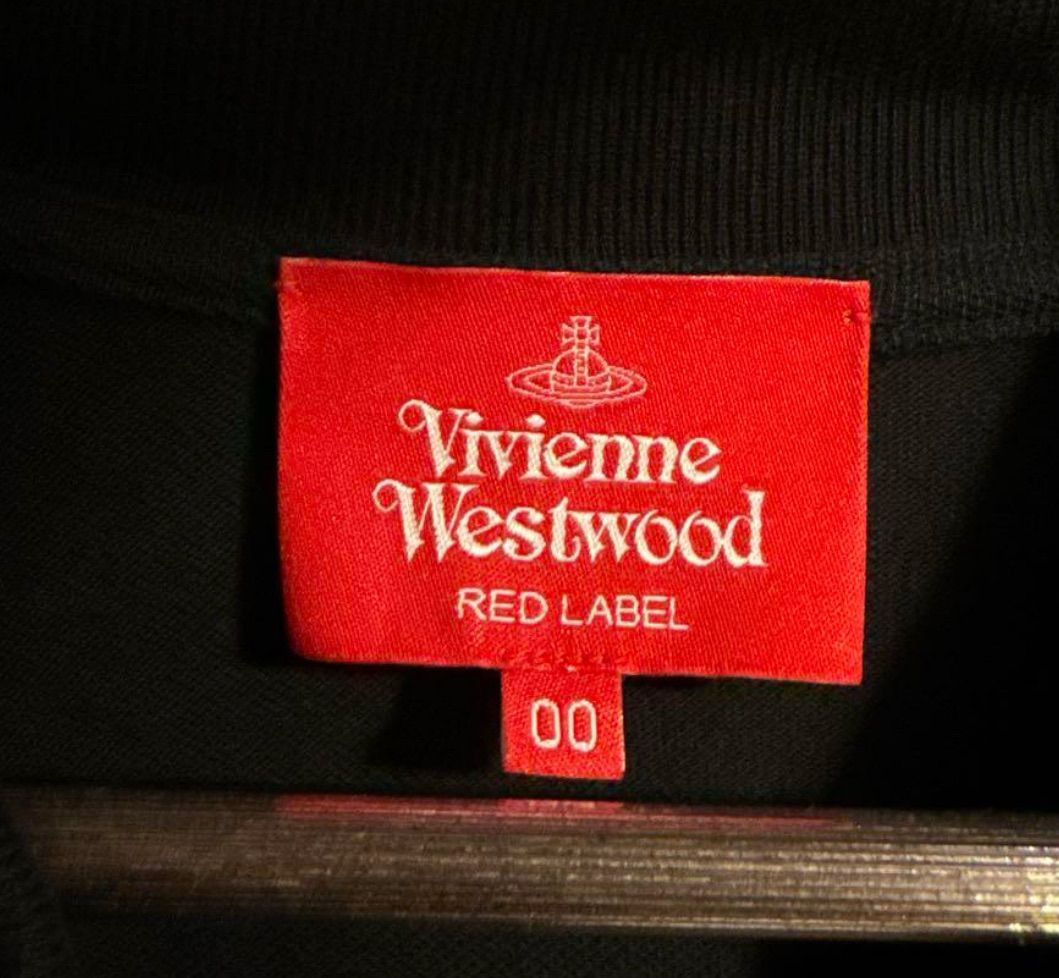 Vivienne
Westwood
RED LABEL
00